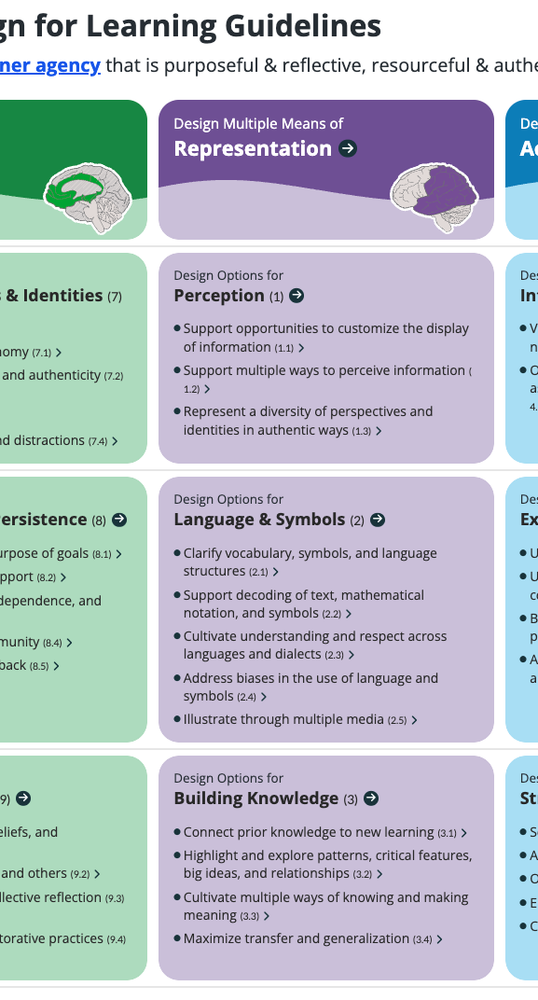 gn for Learning Guidelines
ner agency that is purposeful & reflective, resourceful & authe
Design Multiple Means of
Representation
De
Ac
s & Identities (7)
nomy (7.1)
and authenticity (7.2)
nd distractions (7.4)
Design Options for
Perception (1)
Support opportunities to customize the display
of information (1.1)
Support multiple ways to perceive information (
1.2)
Represent a diversity of perspectives and
identities in authentic ways (1.3)
Des
Int
V
n
O
as
4.
ersistence (8)
urpose of goals (8.1)
pport (8.2)
dependence, and
munity (8.4)
back (8.5)
Design Options for
Language & Symbols (2)
Clarify vocabulary, symbols, and language
structures (2.1)
Support decoding of text, mathematical
notation, and symbols (2.2)
Cultivate understanding and respect across
languages and dialects (2.3)
Address biases in the use of language and
symbols (2.4)
Illustrate through multiple media (2.5)
Des
Ex
U
U
co
B
p
A
a
9)
eliefs, and
and others (9.2)
llective reflection (9.3)
torative practices (9.4)
Design Options for
Building Knowledge (3)
Connect prior knowledge to new learning (3.1)
Highlight and explore patterns, critical features,
big ideas, and relationships (3.2)
Cultivate multiple ways of knowing and making
meaning (3.3)
Maximize transfer and generalization (3.4)
Des
St
Se
A
O
E
C